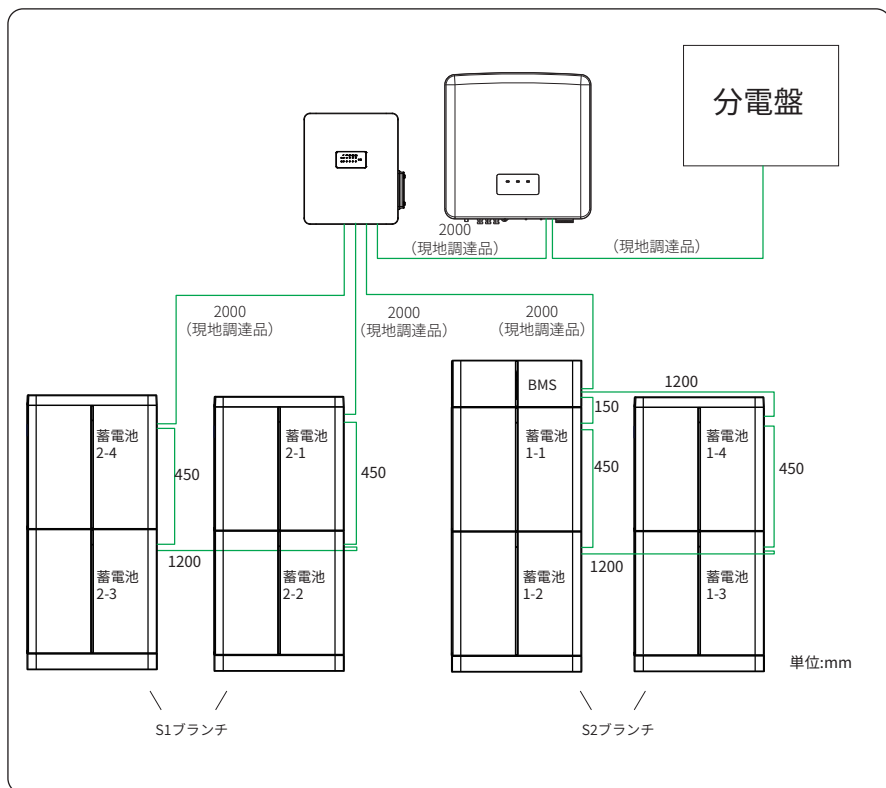 分電盤
2000
（現地調達品）
（現地調達品）
2000
（現地調達品）
2000
（現地調達品）
2000
（現地調達品）
BMS
1200
150
蓄電池
2-4
蓄電池
2-1
蓄電池
1-1
蓄電池
1-4
450
450
450
450
1200
1200
蓄電池
2-3
蓄電池
2-2
蓄電池
1-2
蓄電池
1-3
単位:mm
S1ブランチ
S2ブランチ